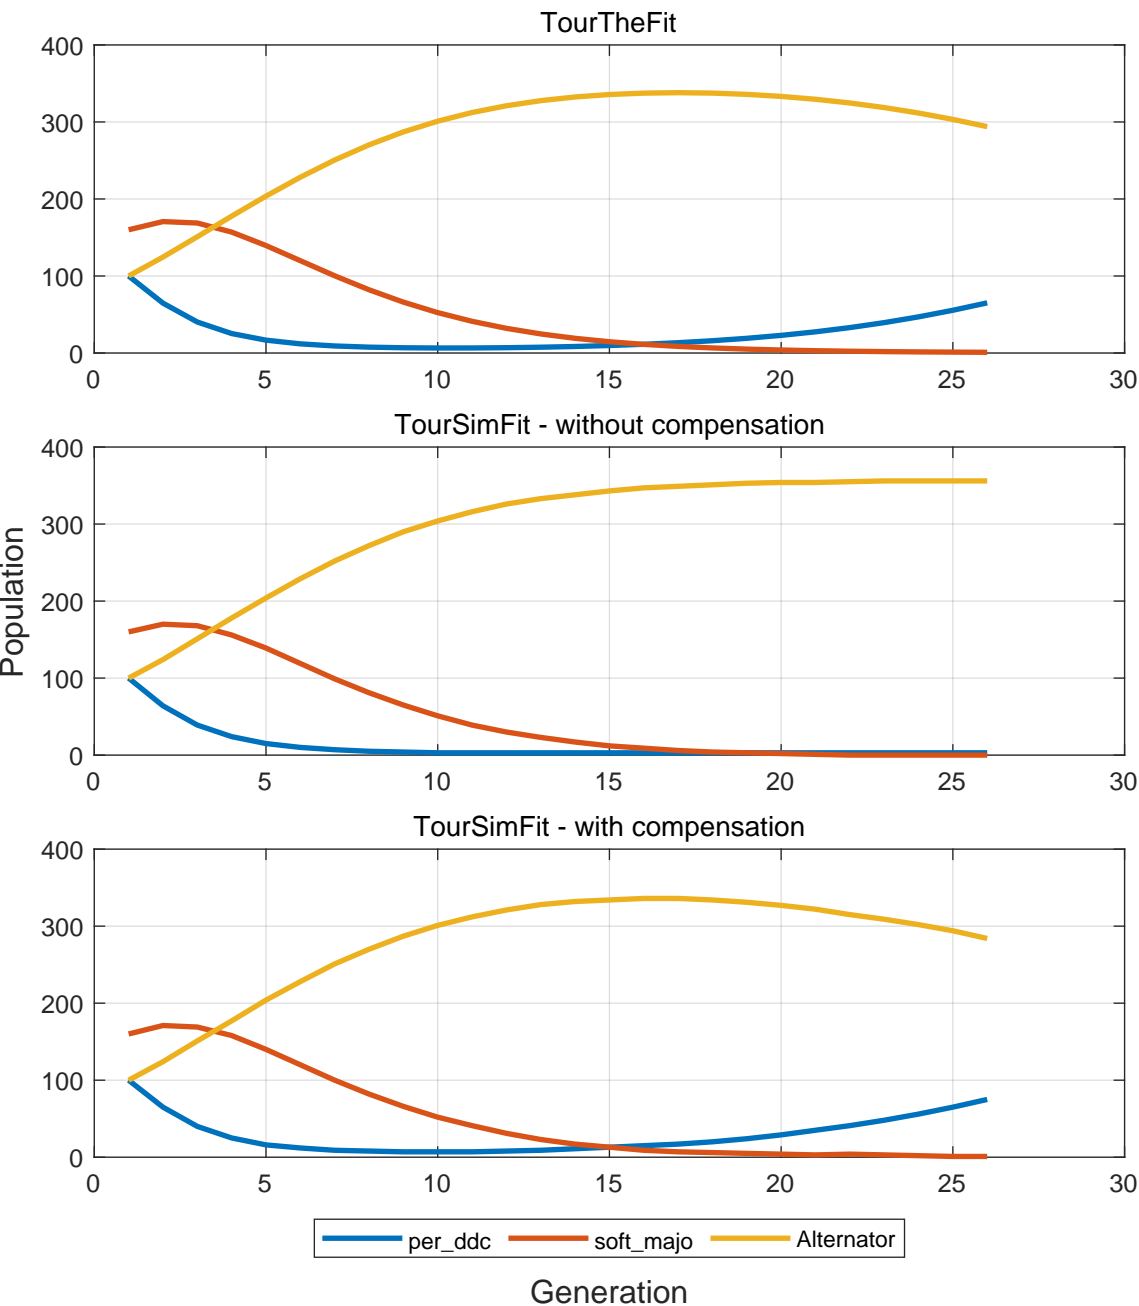 TourTheFit
400
300
200
100
0
0 5 10 15 20 25 30
TourSimFit - without compensation
400
300
200
100
0
0 5 10 15 20 25 30
Population
TourSimFit - with compensation
400
300
200
100
0
0 5 10 15 20 25 30
per_ddc soft_majo Alternator
Generation